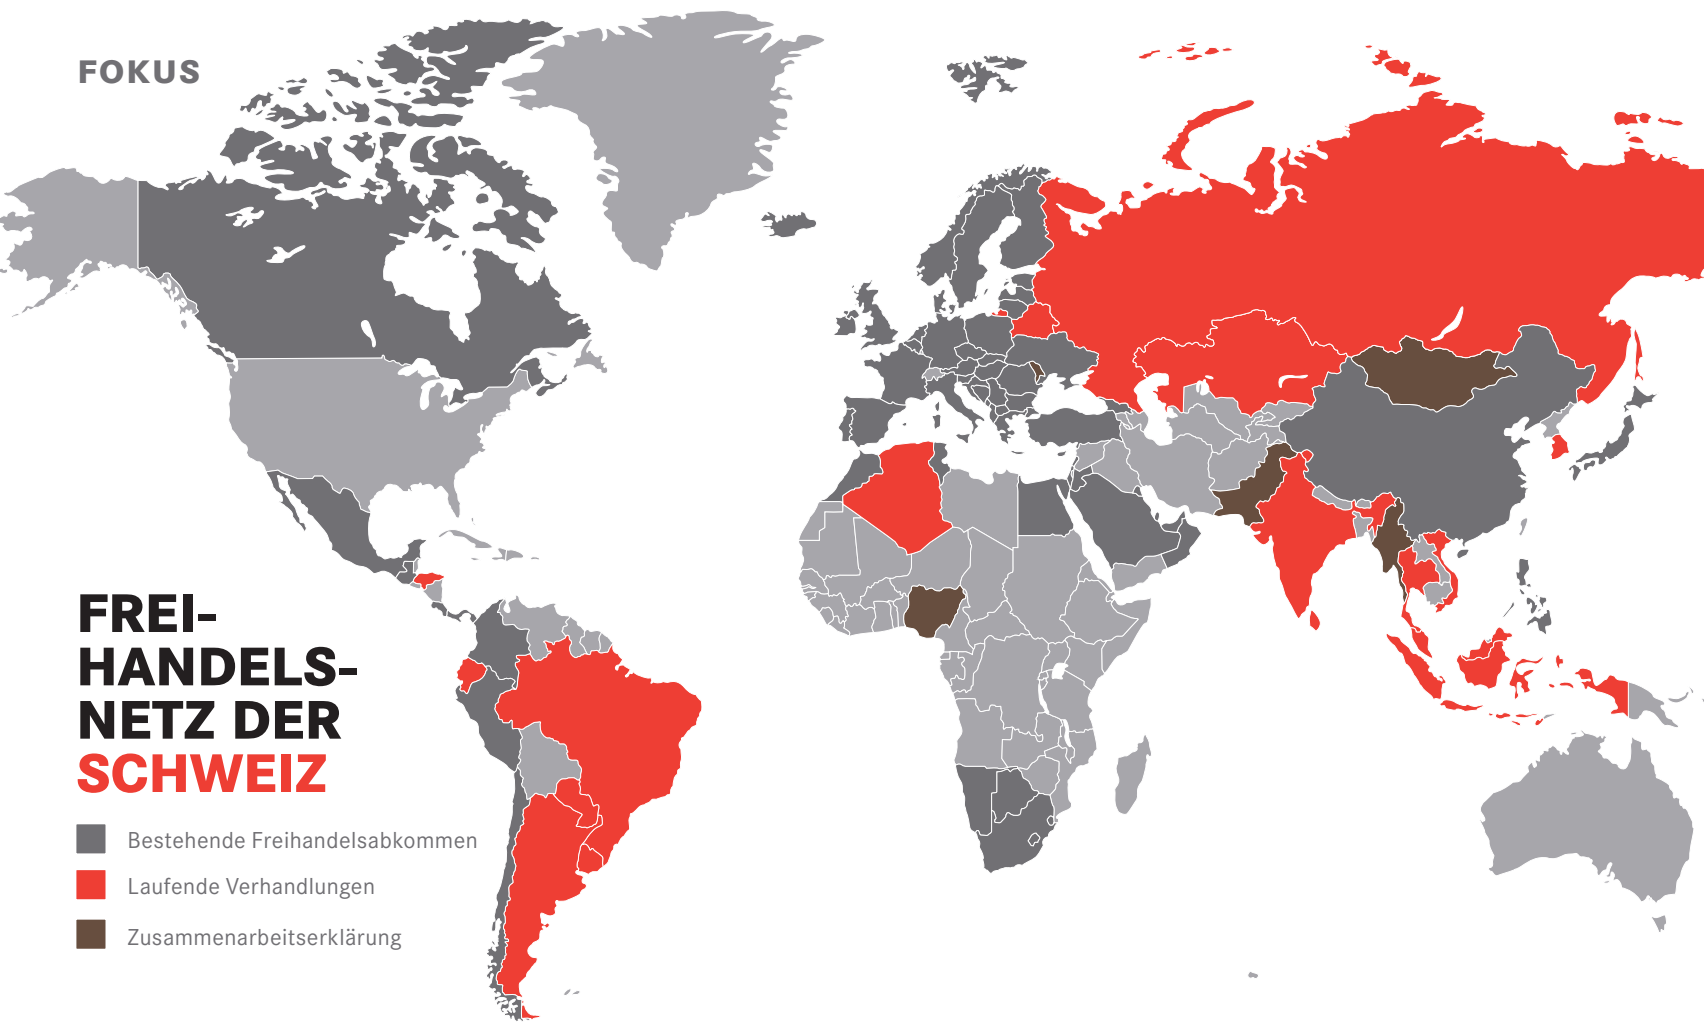 FOKUS
FREI-
HANDELS-
NETZ DER
SCHWEIZ
Bestehende Freihandelsabkommen
Laufende Verhandlungen
Zusammenarbeitserklärung